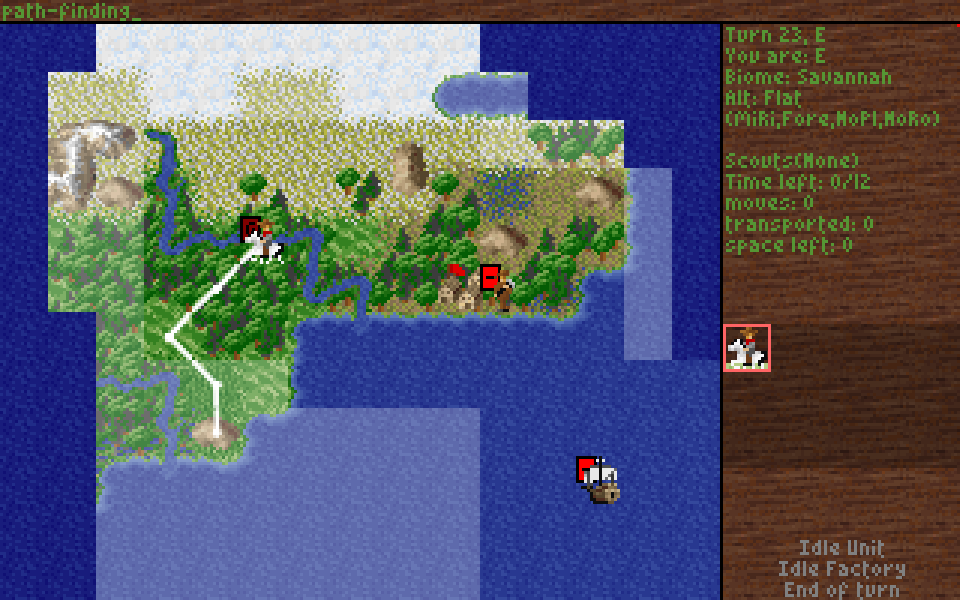 path-finding_
Turn 23, E
You are: E
Biome: Savannah
Alt: Flat
(MiRi,Fore,NoPl,NoRo)
Scouts(None)
Time left: 0/12
moves: 0
transported: 0
space left: 0
Idle Unit
Idle Factory
End of turn